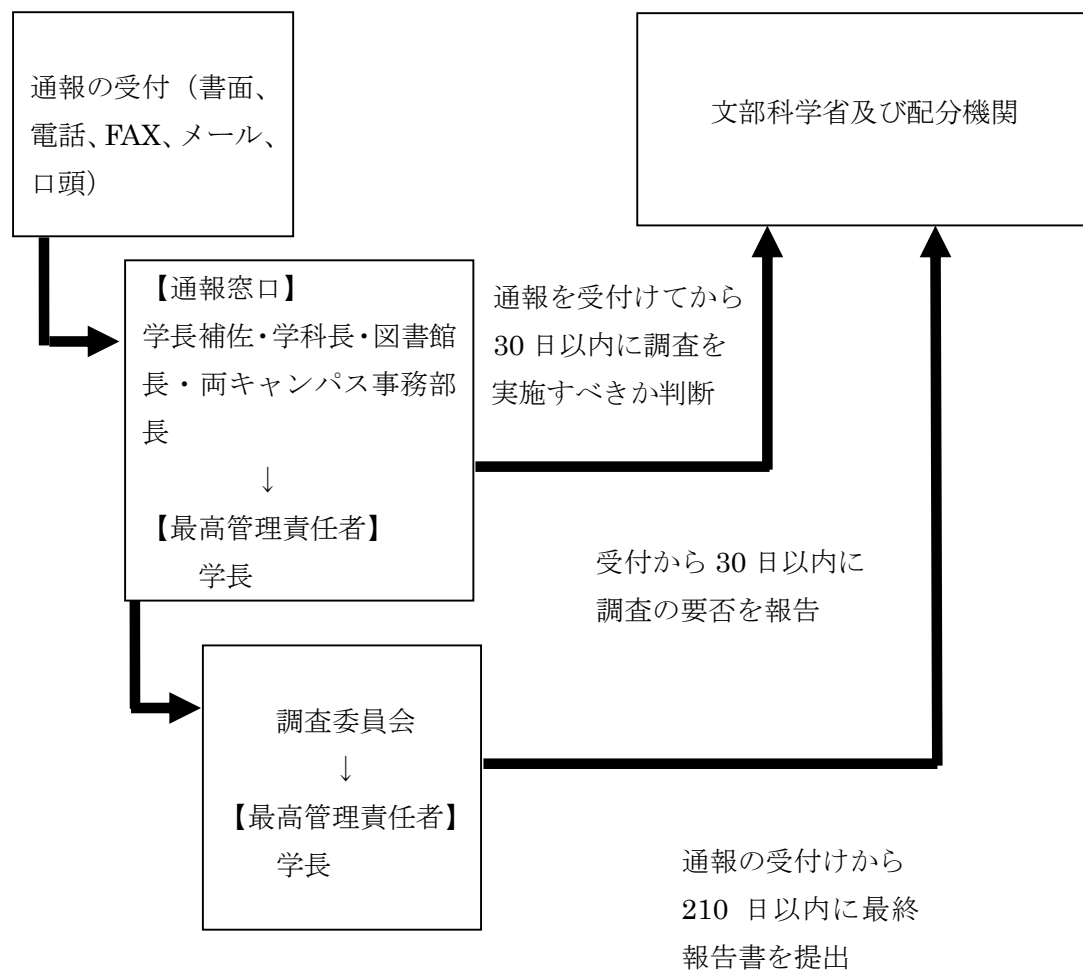 通報の受付（書面、
電話、FAX、メール、
口頭）
文部科学省及び配分機関
【通報窓口】
学長補佐・学科長・図書館
長・両キャンパス事務部
長
↓
【最高管理責任者】
学長
通報を受付けてから
30 日以内に調査を
実施すべきか判断
受付から 30 日以内に
調査の要否を報告
調査委員会
↓
【最高管理責任者】
学長
通報の受付けから
210 日以内に最終
報告書を提出